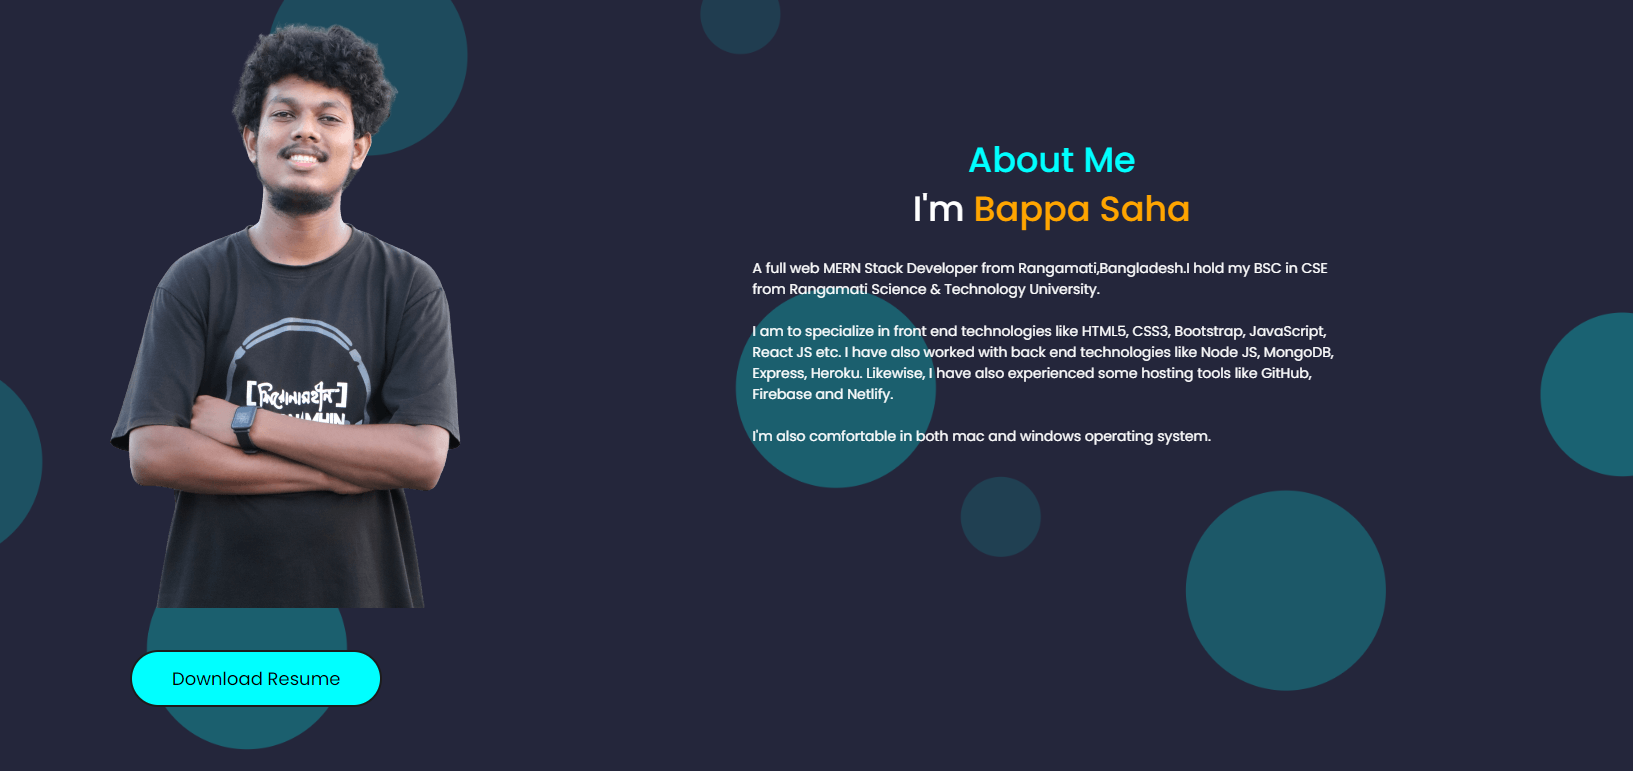 About Me
I'm Bappa Saha
A full web MERN Stack Developer from Rangamati,Bangladesh.I hold my BSC in CSE
from Rangamati Science & Technology University.
I am to specialize in front end technologies like HTML5, CSS3, Bootstrap, JavaScript,
React JS etc. I have also worked with back end technologies like Node JS, MongoDB,
Express, Heroku. Likewise, I have also experienced some hosting tools like GitHub,
Firebase and Netlify.
I'm also comfortable in both mac and windows operating system.
[শিরোনামহীন]
Download Resume